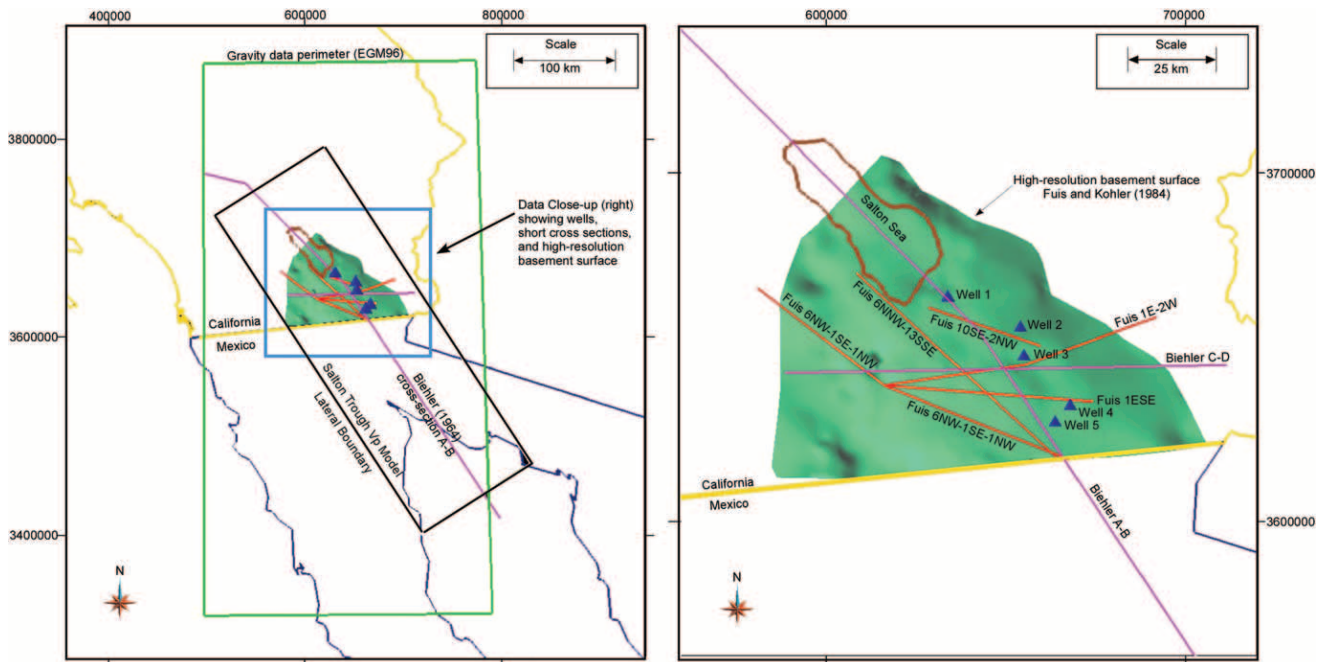 400000
600000
800000
Scale
100 km
Gravity data perimeter (EGM96)
3800000
3600000
3400000
Data Close-up (right)
showing wells,
short cross sections,
and high-resolution
basement surface
California
Mexico
Salton Trough Vp Model
Lateral Boundary
Biehler (1964)
cross-section A-B
N
600000
700000
Scale
25 km
3700000
3600000
High-resolution basement surface
Fuis and Kohler (1984)
Salton Sea
Well 1
Well 2
Well 3
Well 4
Well 5
Fuis 6NW-1SE-1NW
Fuis 6NNW-13SSE
Fuis 10SE-2NW
Fuis 1E-2W
Biehler C-D
Fuis 1ESE
Fuis 6NW-1SE-1NW
California
Mexico
Biehler A-B
N